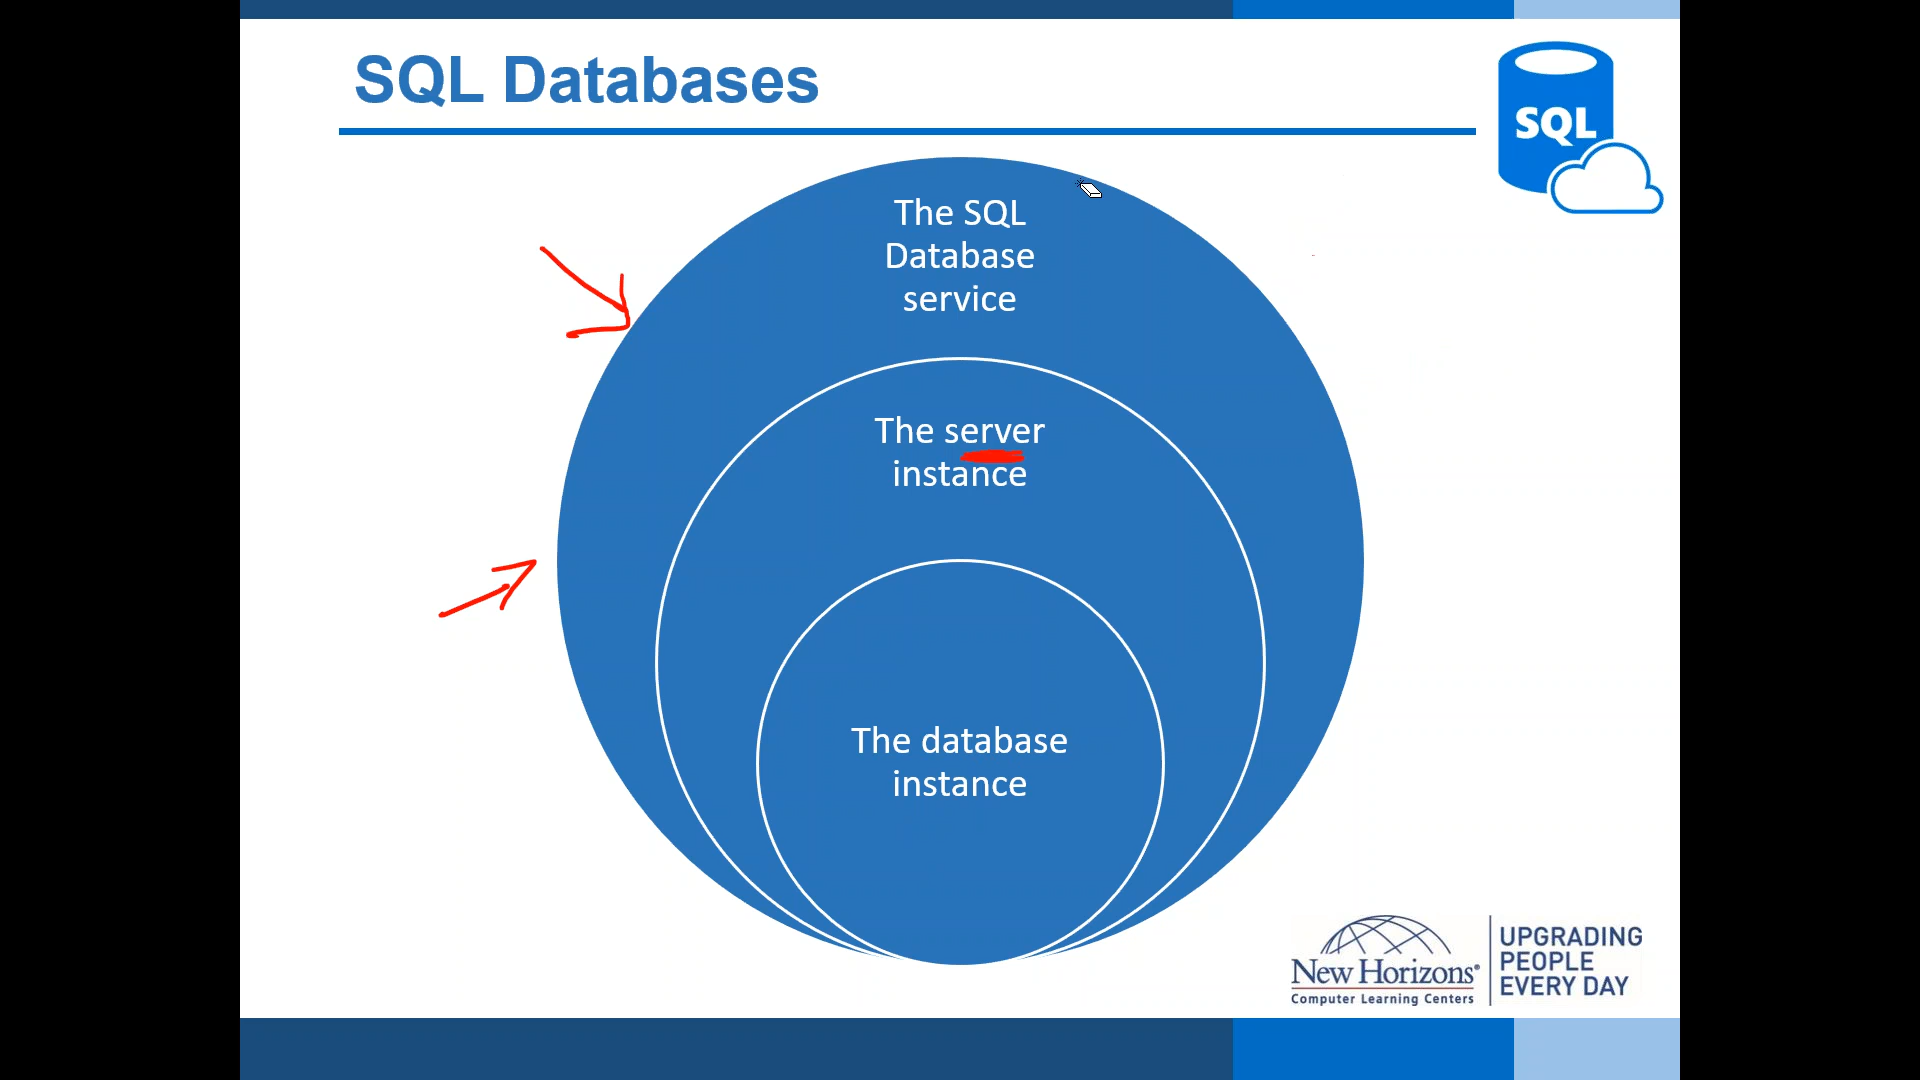 SQL Databases
SQL
The SQL
Database
service
The server
instance
The database
instance
New Horizons®
Computer Learning Centers
UPGRADING
PEOPLE
EVERY DAY